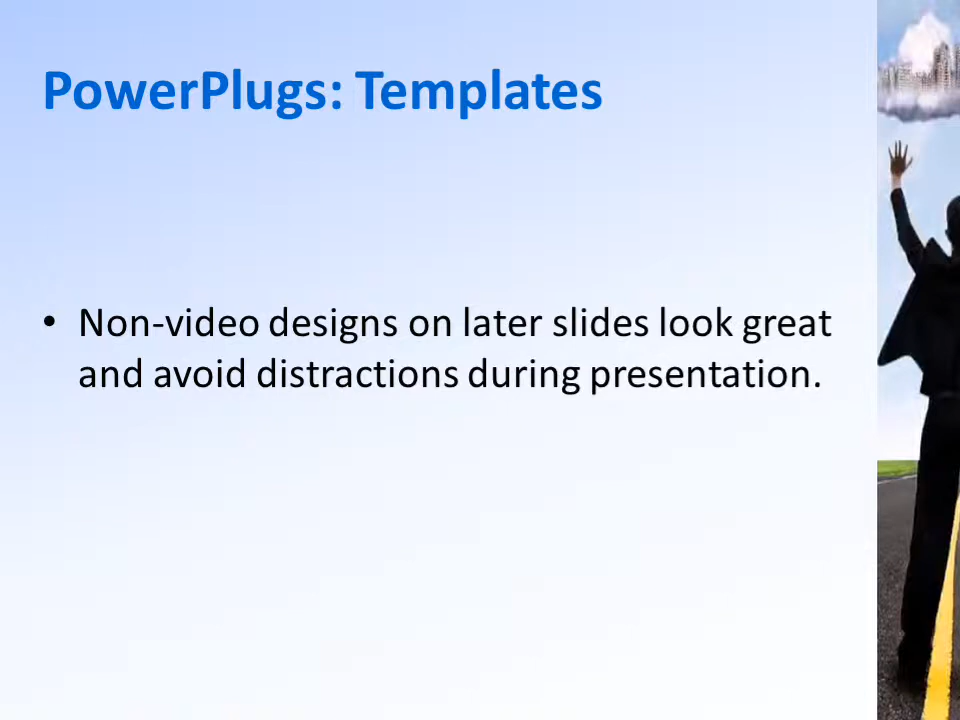 PowerPlugs: Templates
• Non-video designs on later slides look great
and avoid distractions during presentation.